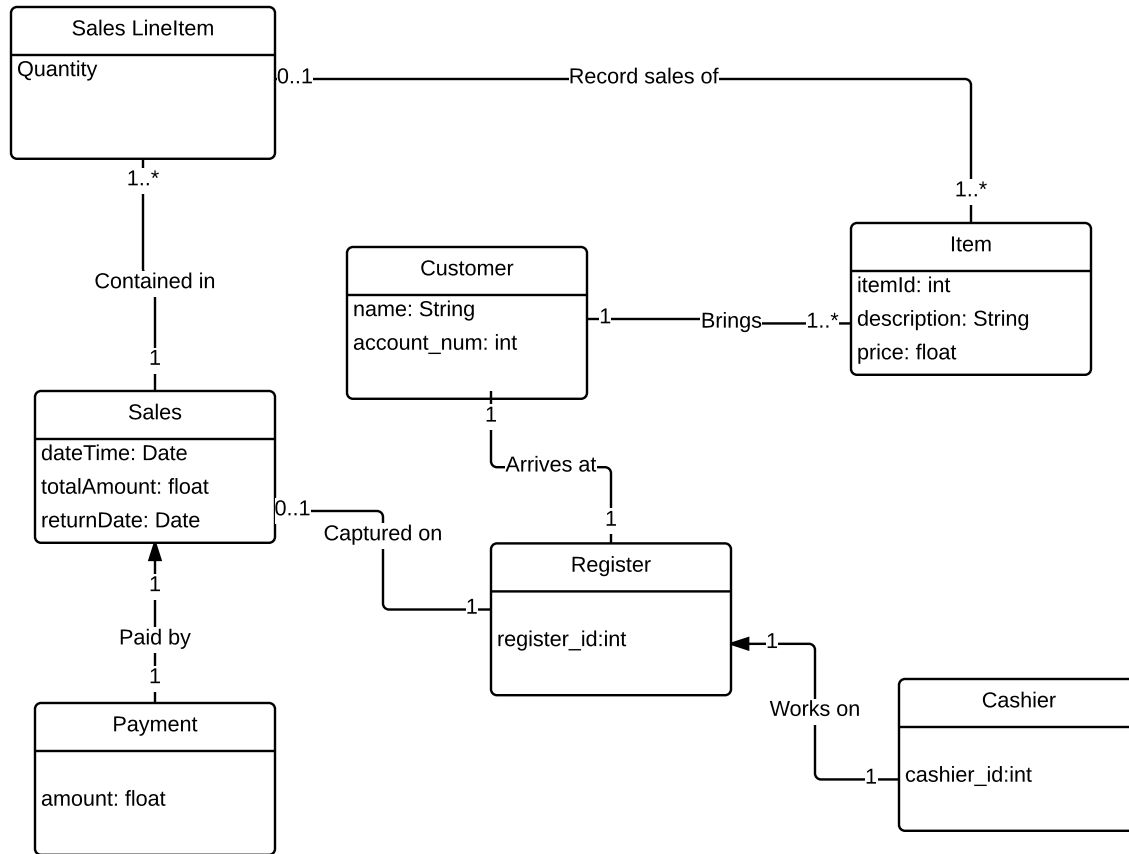 Sales LineItem
Quantity
0..1
Record sales of
1..*
1..*
Item
itemId: int
description: String
price: float
Customer
name: String
account_num: int
1
Brings
1..*
Contained in
1
Sales
dateTime: Date
totalAmount: float
returnDate: Date
1
Arrives at
1
0..1
Captured on
1
Register
register_id:int
1
Paid by
1
Payment
amount: float
1
Works on
1
Cashier
cashier_id:int